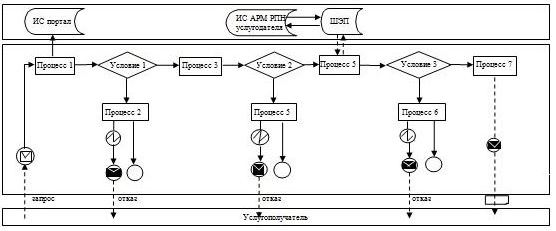 ИС портал
ИС АРМ РПН
услугодателя
ШЭП
Процесс 1
Условие 1
Процесс 3
Условие 2
Процесс 5
Условие 3
Процесс 7
Процесс 2
Процесс 5
Процесс 6
запрос
отказ
отказ
отказ
Услугополучатель